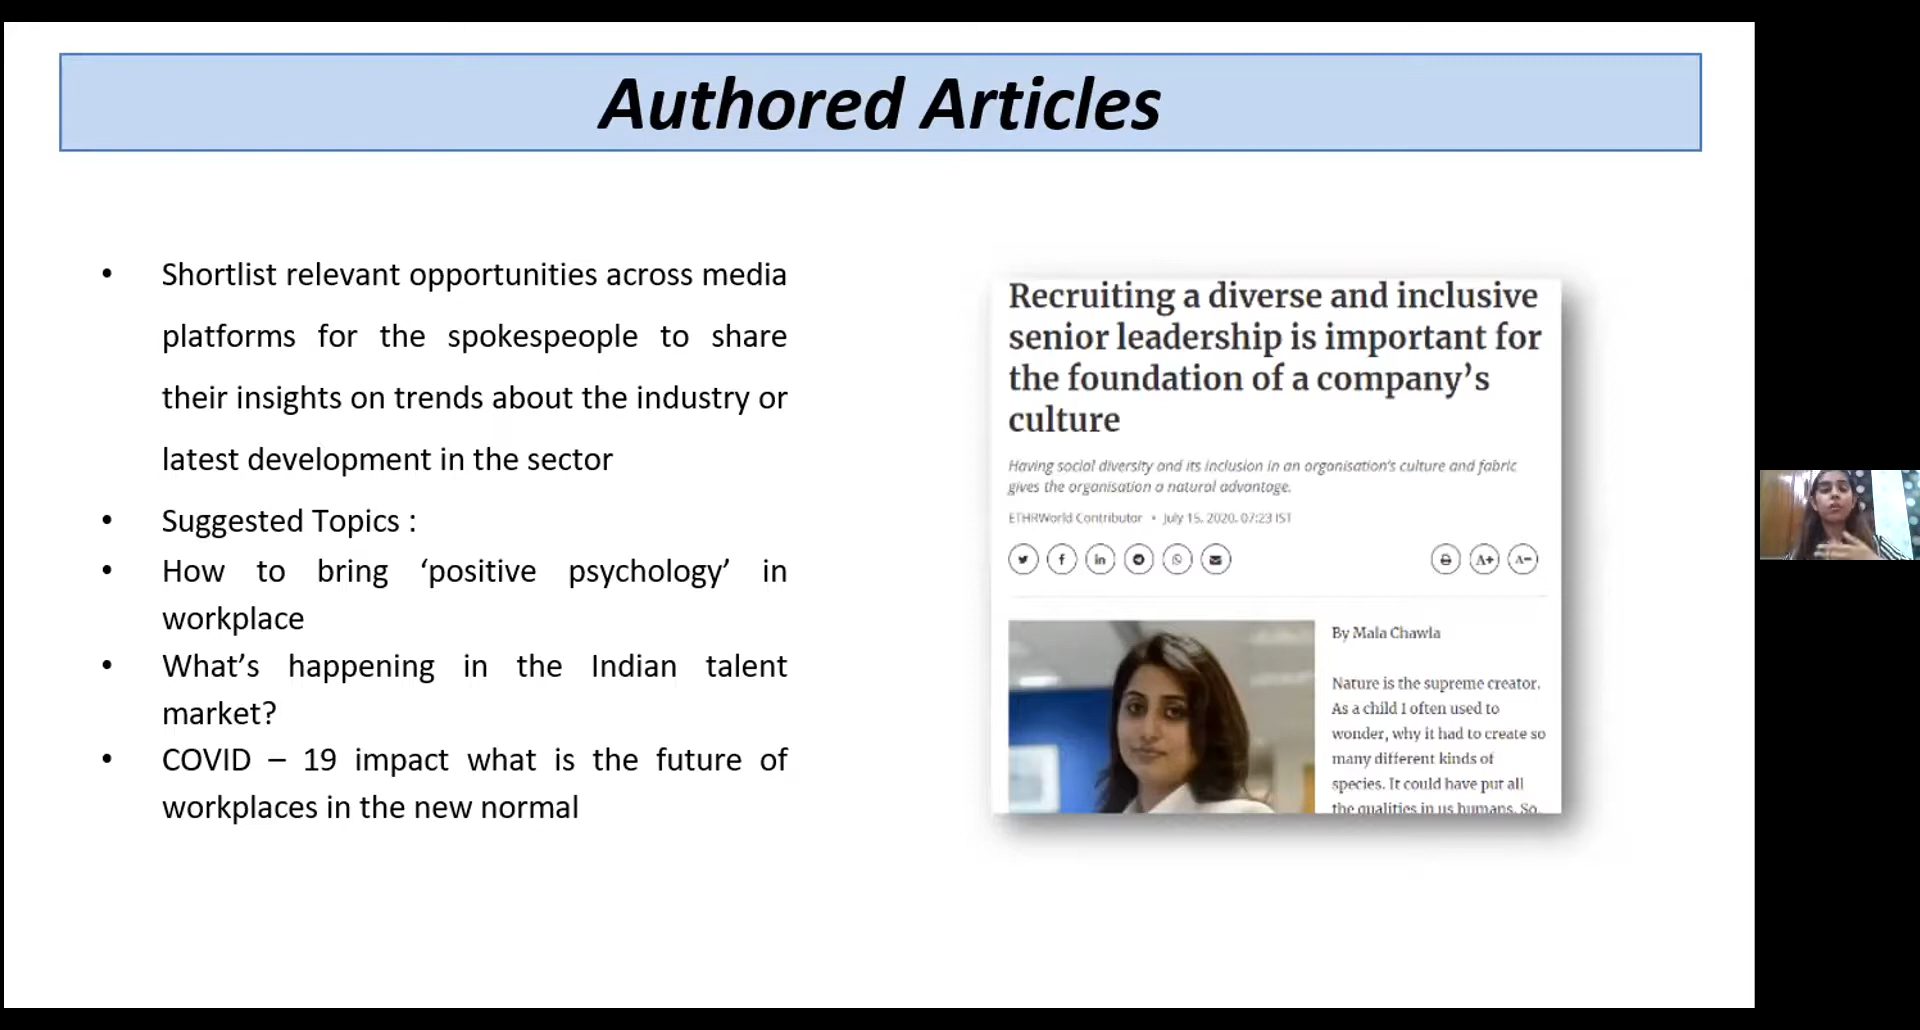 Authored Articles
• Shortlist relevant opportunities across media
platforms for the spokespeople to share
their insights on trends about the industry or
latest development in the sector
• Suggested Topics :
• How to bring ‘positive psychology’ in
workplace
• What’s happening in the Indian talent
market?
• COVID – 19 impact what is the future of
workplaces in the new normal
Recruiting a diverse and inclusive
senior leadership is important for
the foundation of a company’s
culture
Having social diversity and its inclusion in an organisation's culture and fabric
gives the organisation a natural advantage.
ETHRWorld Contributor • July 15, 2020, 07:23 IST
A+ A-
By Mala Chawla
Nature is the supreme creator.
As a child I often used to
wonder, why it had to create so
many different kinds of
species. It could have put all
the qualities in us humans. So,